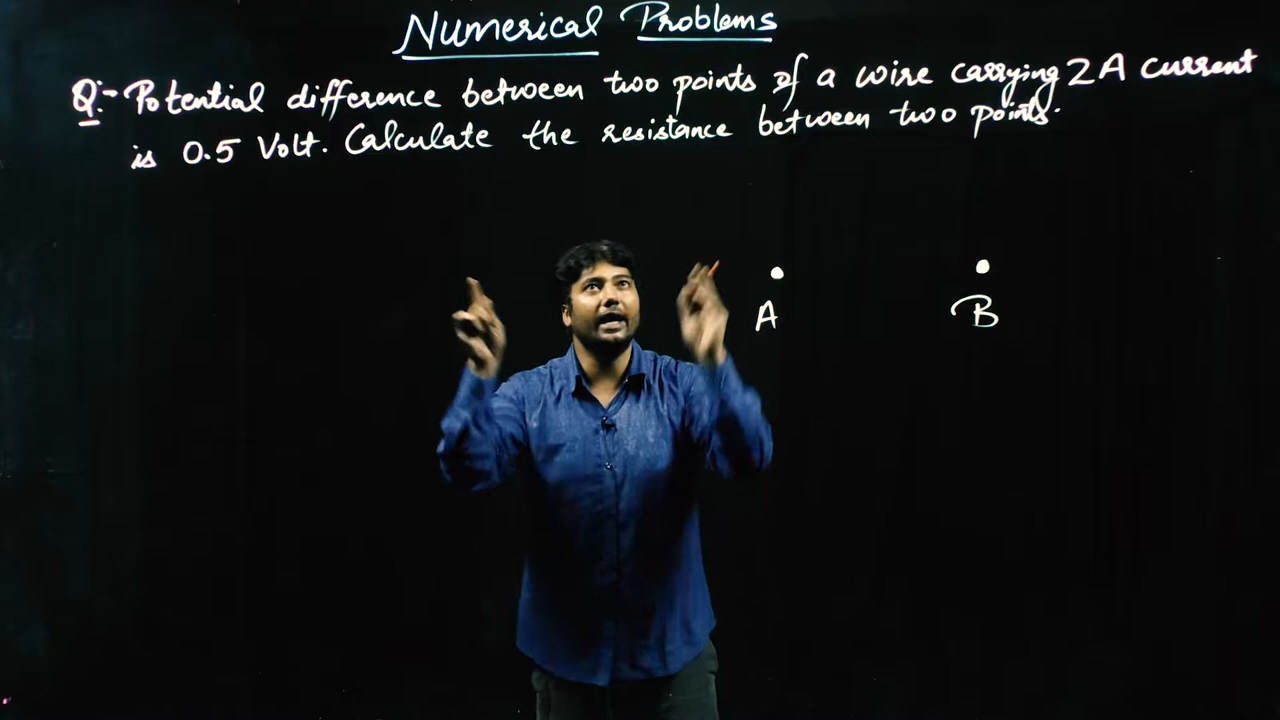 Numerical Problems
Q:- Potential difference between two points of a wire carrying 2A current
is 0.5 Volt. Calculate the resistance between two points.
A B